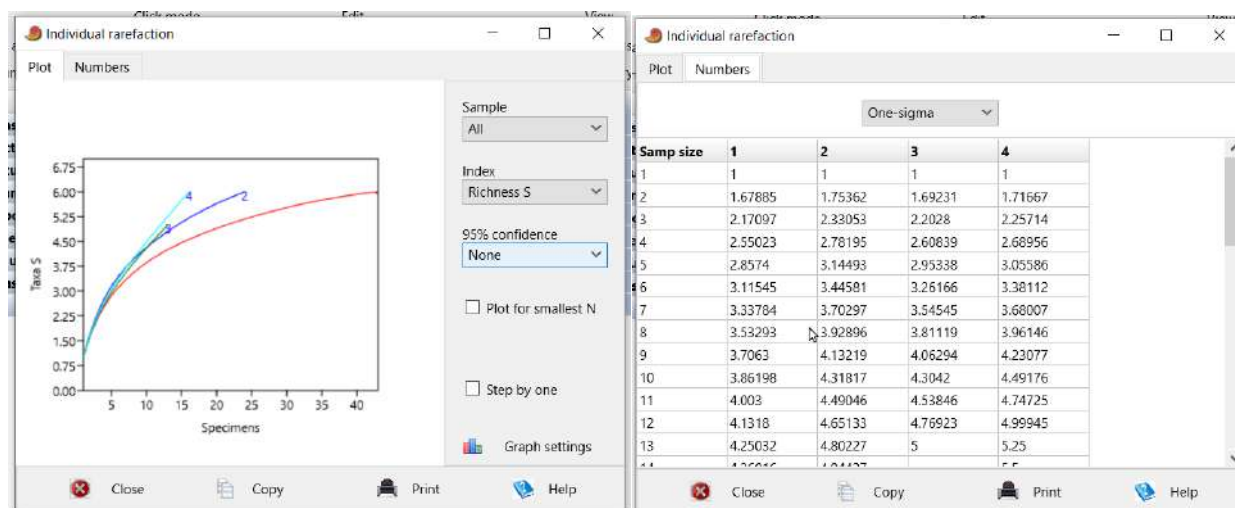 Click mode Edit View
Individual rarefaction
Plot Numbers
Sample
All
Index
Richness S
95% confidence
None
Plot for smallest N
Step by one
Graph settings
Taxa S
6.75
6.00
5.25
4.50
3.75
3.00
2.25
1.50
0.75
0.00
4
2
3
5 10 15 20 25 30 35 40
Specimens
Close Copy Print Help
Click mode Edit View
Individual rarefaction
Plot Numbers
One-sigma
Samp size 1 2 3 4
1 1 1 1 1
2 1.67885 1.75362 1.69231 1.71667
3 2.17097 2.33053 2.2028 2.25714
4 2.55023 2.78195 2.60839 2.68956
5 2.8574 3.14493 2.95338 3.05586
6 3.11545 3.44581 3.26166 3.38112
7 3.33784 3.70297 3.54545 3.68007
8 3.53293 3.92896 3.81119 3.96146
9 3.7063 4.13219 4.06294 4.23077
10 3.86198 4.31817 4.3042 4.49176
11 4.003 4.49046 4.53846 4.74725
12 4.1318 4.65133 4.76923 4.99945
13 4.25032 4.80227 5 5.25
Close Copy Print Help